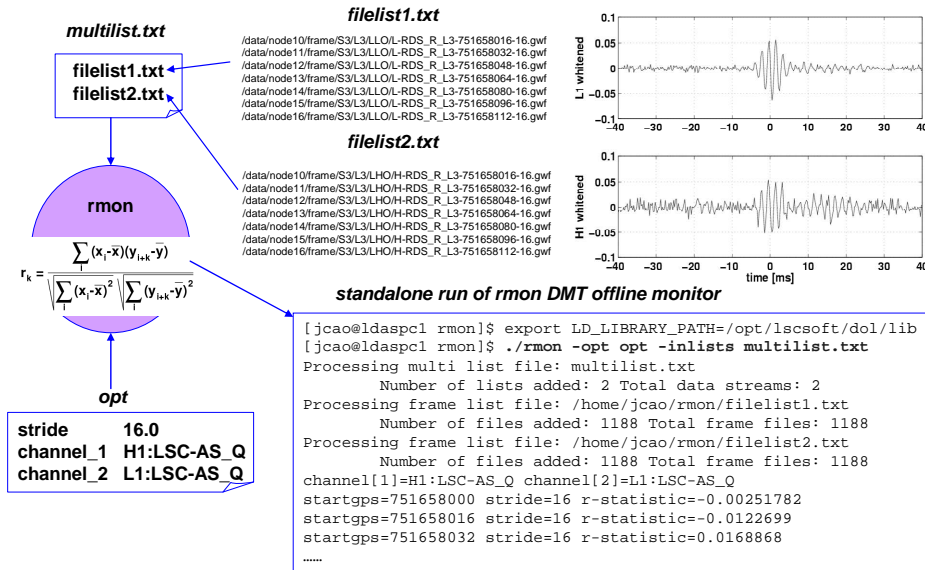 multilist.txt
filelist1.txt
filelist2.txt
filelist1.txt
/data/node10/frame/S3/L3/LLO/L-RDS_R_L3-751658016-16.gwf
/data/node11/frame/S3/L3/LLO/L-RDS_R_L3-751658032-16.gwf
/data/node12/frame/S3/L3/LLO/L-RDS_R_L3-751658048-16.gwf
/data/node13/frame/S3/L3/LLO/L-RDS_R_L3-751658064-16.gwf
/data/node14/frame/S3/L3/LLO/L-RDS_R_L3-751658080-16.gwf
/data/node15/frame/S3/L3/LLO/L-RDS_R_L3-751658096-16.gwf
/data/node16/frame/S3/L3/LLO/L-RDS_R_L3-751658112-16.gwf
filelist2.txt
/data/node10/frame/S3/L3/LHO/H-RDS_R_L3-751658016-16.gwf
/data/node11/frame/S3/L3/LHO/H-RDS_R_L3-751658032-16.gwf
/data/node12/frame/S3/L3/LHO/H-RDS_R_L3-751658048-16.gwf
/data/node13/frame/S3/L3/LHO/H-RDS_R_L3-751658064-16.gwf
/data/node14/frame/S3/L3/LHO/H-RDS_R_L3-751658080-16.gwf
/data/node15/frame/S3/L3/LHO/H-RDS_R_L3-751658096-16.gwf
/data/node16/frame/S3/L3/LHO/H-RDS_R_L3-751658112-16.gwf
L1 whitened
0.1
0.05
0
−0.05
−0.1
−40 −30 −20 −10 0 10 20 30 40
H1 whitened
0.1
0.05
0
−0.05
−0.1
−40 −30 −20 −10 0 10 20 30 40
time [ms]
rmon
∑ (x_i-x̄)(y_{i+k}-ȳ)
i
r_k =
√∑ (x_i-x̄)² √∑ (y_{i+k}-ȳ)²
i i
opt
stride 16.0
channel_1 H1:LSC-AS_Q
channel_2 L1:LSC-AS_Q
standalone run of rmon DMT offline monitor
[jcao@ldaspc1 rmon]$ export LD_LIBRARY_PATH=/opt/lscsoft/dol/lib
[jcao@ldaspc1 rmon]$ ./rmon -opt opt -inlists multilist.txt
Processing multi list file: multilist.txt
Number of lists added: 2 Total data streams: 2
Processing frame list file: /home/jcao/rmon/filelist1.txt
Number of files added: 1188 Total frame files: 1188
Processing frame list file: /home/jcao/rmon/filelist2.txt
Number of files added: 1188 Total frame files: 1188
channel[1]=H1:LSC-AS_Q channel[2]=L1:LSC-AS_Q
startgps=751658000 stride=16 r-statistic=-0.00251782
startgps=751658016 stride=16 r-statistic=-0.0122699
startgps=751658032 stride=16 r-statistic=0.0168868
……